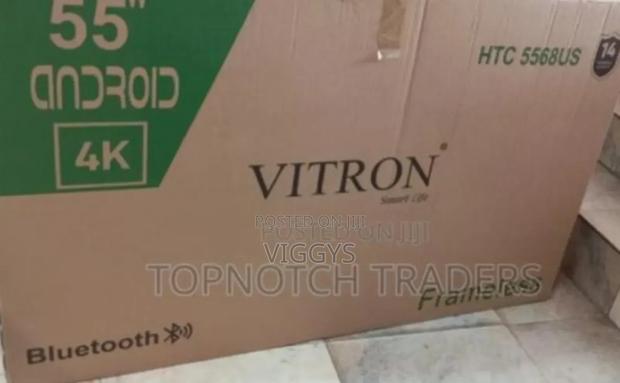 55"
ANDROID
4K
HTC 5568US
14
VITRON
Smart Life
POSTED ON JIJI
POSTED ON JIJI
VIGGYS
TOPNOTCH TRADERS
Frameless
Bluetooth